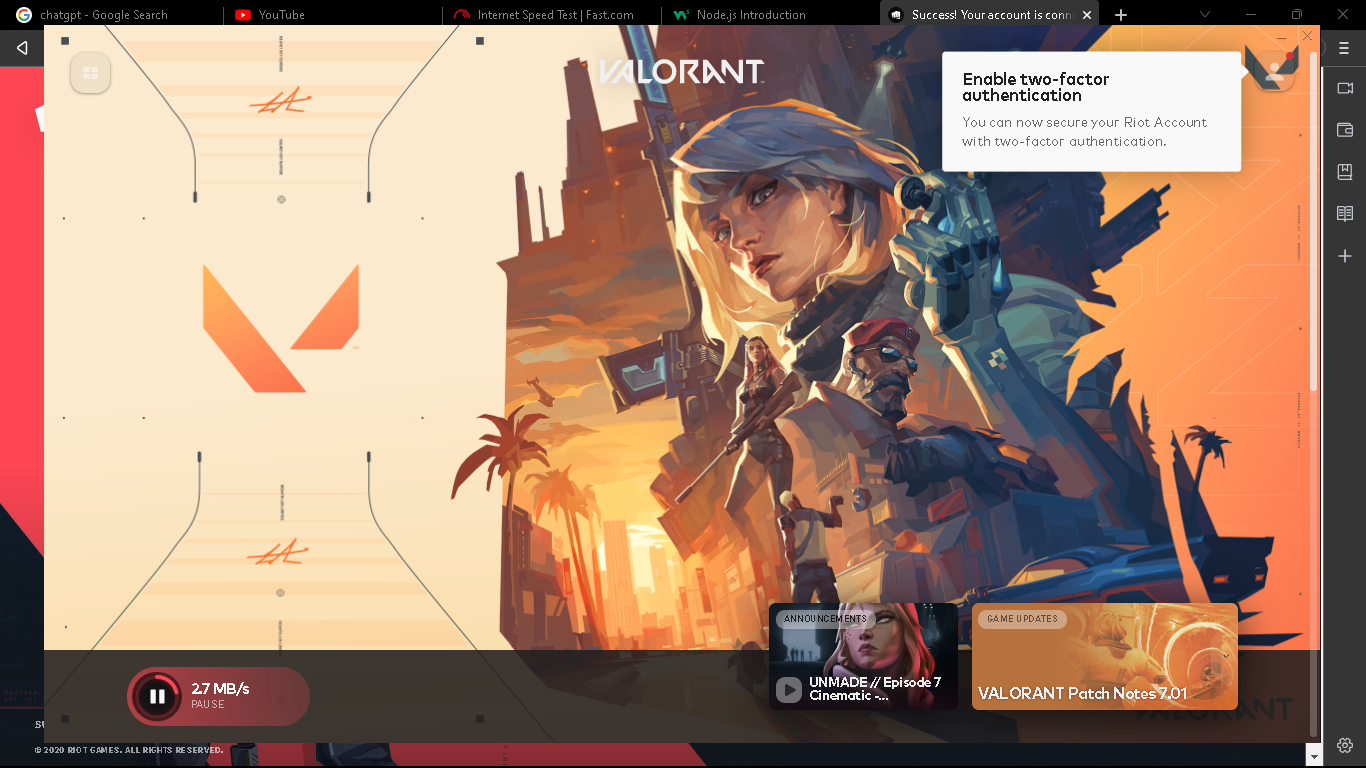 chatgpt - Google Search
YouTube
Internet Speed Test | Fast.com
Node.js Introduction
Success! Your account is conn
VALORANT
Enable two-factor
authentication
You can now secure your Riot Account
with two-factor authentication.
ANNOUNCEMENTS
UNMADE // Episode 7
Cinematic -...
GAME UPDATES
VALORANT Patch Notes 7.01
2.7 MB/s
PAUSE
VALORANT
© 2020 RIOT GAMES. ALL RIGHTS RESERVED.